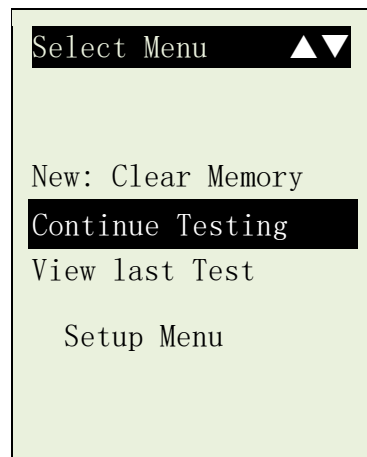 Select Menu ▲▼
New: Clear Memory
Continue Testing
View last Test
Setup Menu